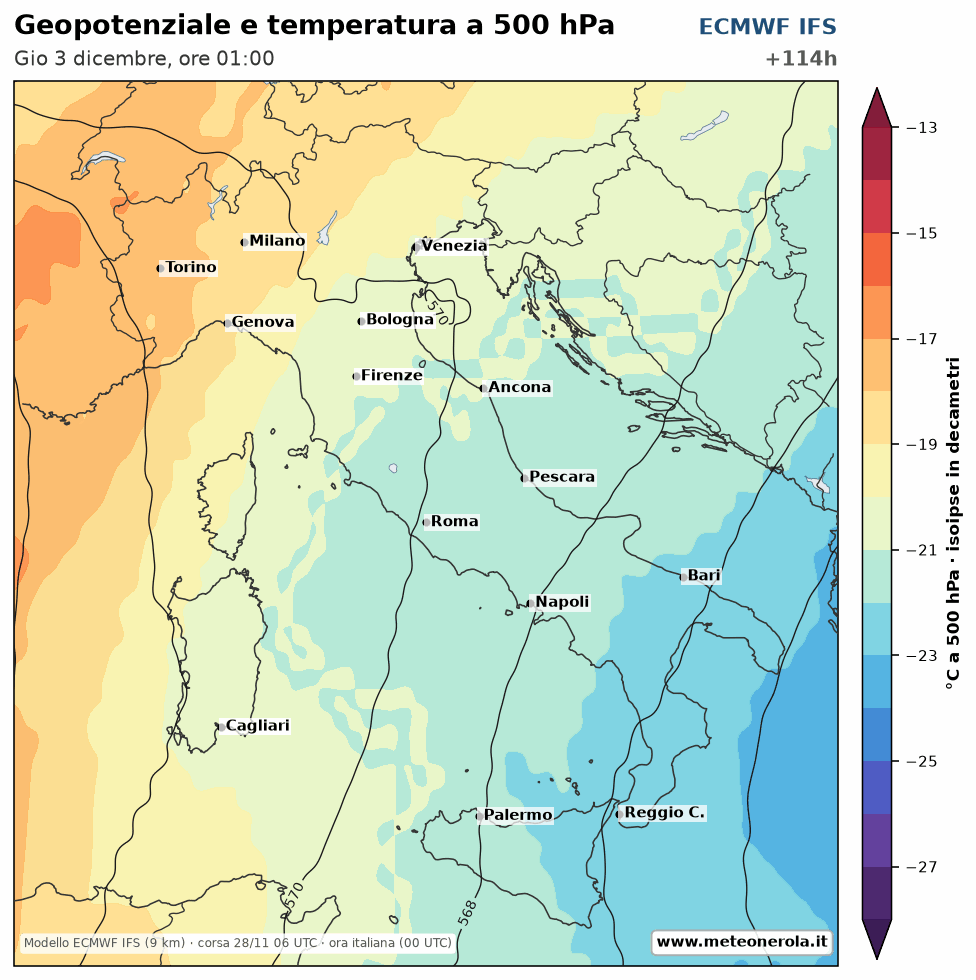 Geopotenziale e temperatura a 500 hPa
ECMWF IFS
Gio 3 dicembre, ore 01:00
+114h
Milano
Torino
Venezia
Genova
Bologna
570
Firenze
Ancona
Pescara
Roma
Bari
Napoli
Cagliari
Palermo
Reggio C.
570
568
Modello ECMWF IFS (9 km) · corsa 28/11 06 UTC · ora italiana (00 UTC)
www.meteonerola.it
−13
−15
−17
−19
−21
−23
−25
−27
°C a 500 hPa · isoipse in decametri